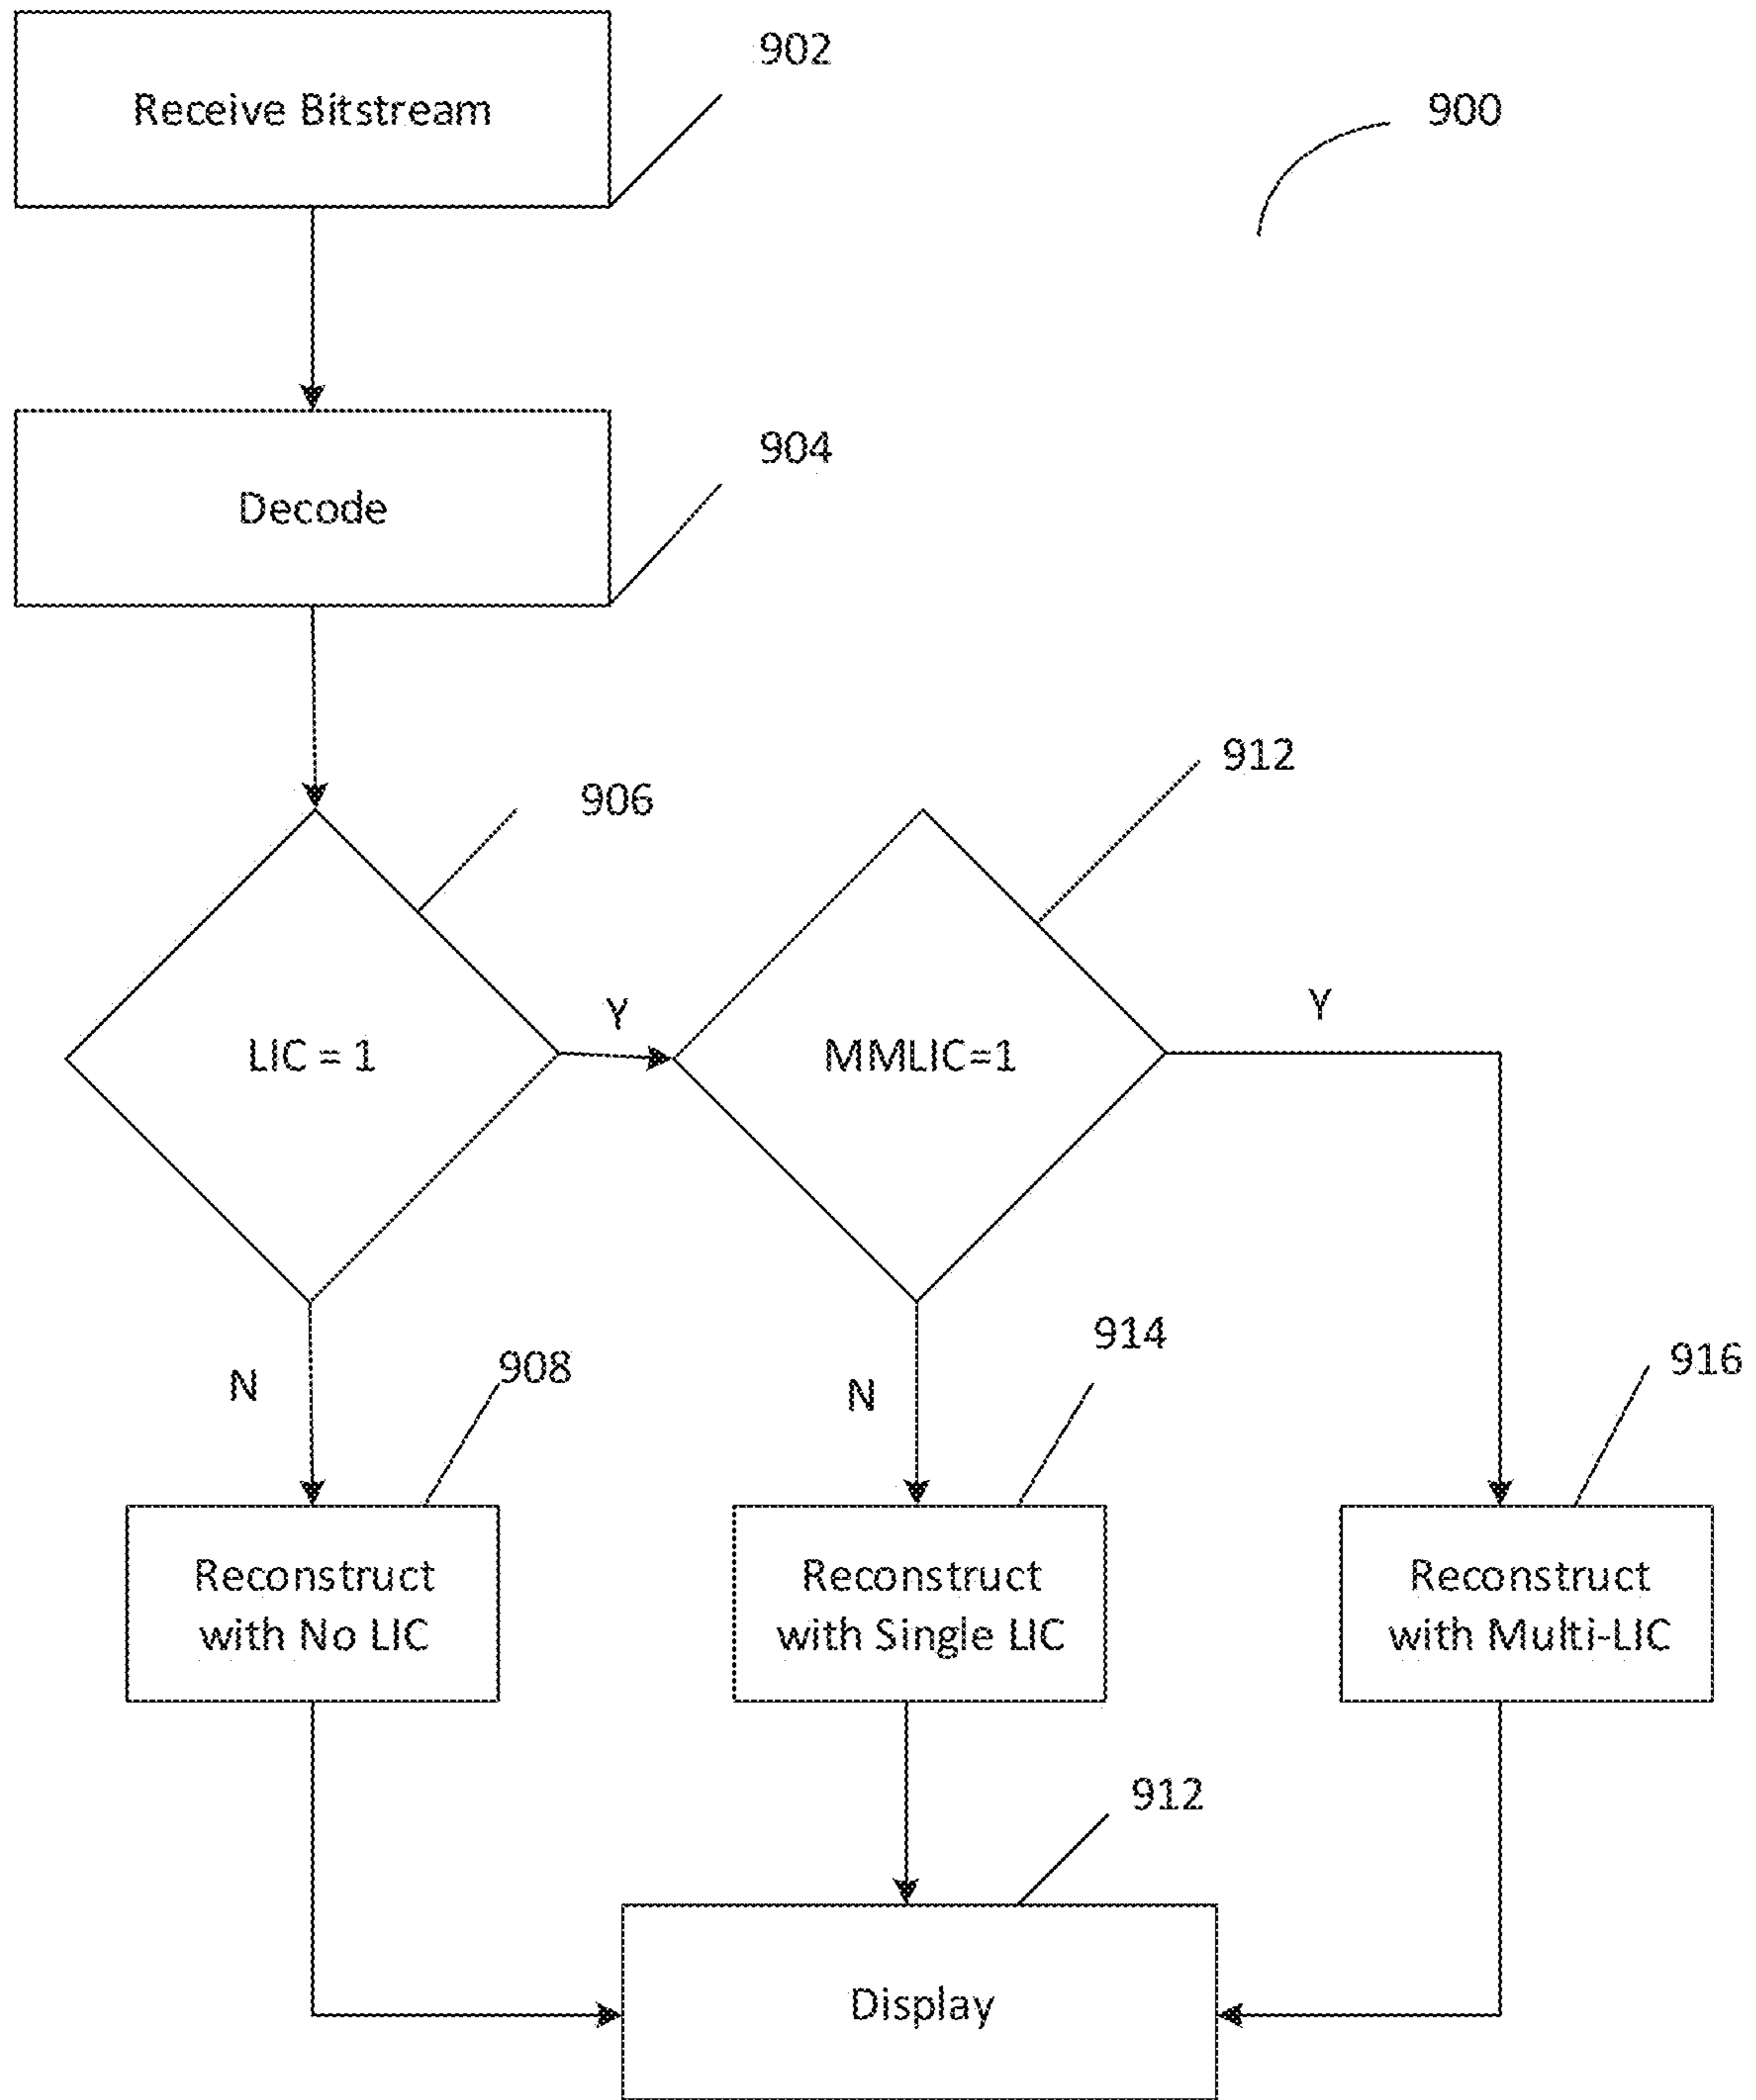 902
Receive Bitstream
900
904
Decode
912
906
LIC = 1
Y
MMLIC=1
Y
N
908
N
914
916
Reconstruct
with No LIC
Reconstruct
with Single LIC
Reconstruct
with Multi-LIC
912
Display